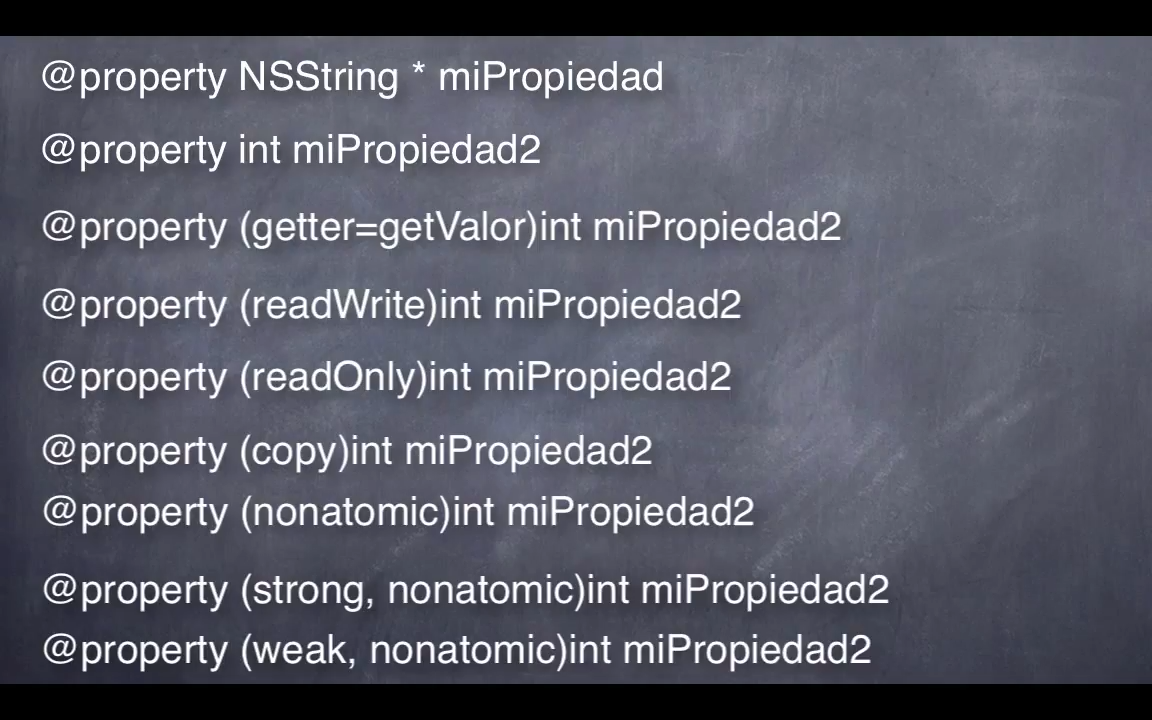 @property NSString * miPropiedad
@property int miPropiedad2
@property (getter=getValor)int miPropiedad2
@property (readWrite)int miPropiedad2
@property (readOnly)int miPropiedad2
@property (copy)int miPropiedad2
@property (nonatomic)int miPropiedad2
@property (strong, nonatomic)int miPropiedad2
@property (weak, nonatomic)int miPropiedad2